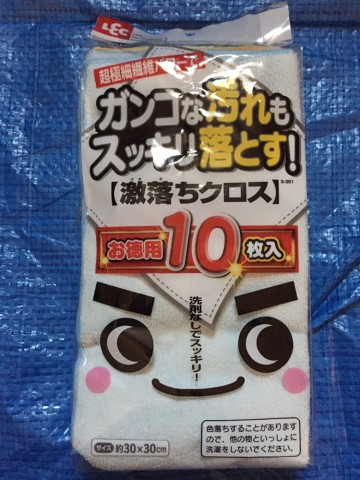 LEC
超極細繊維
ガンコな汚れも
スッキリ落とす!
【激落ちクロス】
お徳用10枚入
洗剤なしでスッキリ!
サイズ 約30×30cm
色落ちすることがあります
ので、他の物といっしょに
洗濯をしないでください。